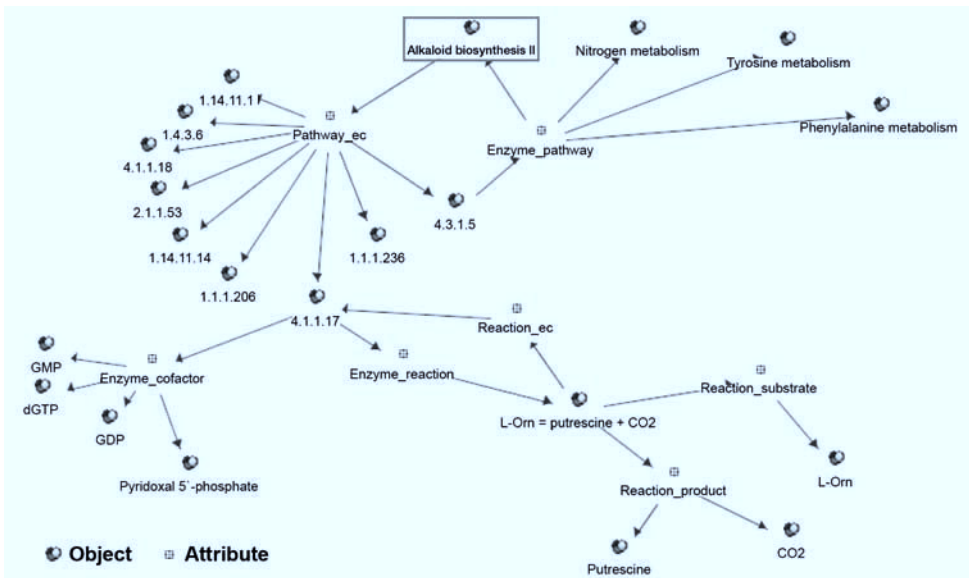 Alkaloid biosynthesis II
Nitrogen metabolism
Tyrosine metabolism
Phenylalanine metabolism
1.14.11.1
1.4.3.6
Pathway_ec
Enzyme_pathway
4.1.1.18
2.1.1.53
4.3.1.5
1.14.11.14
1.1.1.236
1.1.1.206
4.1.1.17
Reaction_ec
GMP
Enzyme_cofactor
Enzyme_reaction
Reaction_substrate
dGTP
GDP
L-Orn = putrescine + CO2
Pyridoxal 5`-phosphate
Reaction_product
L-Orn
Object
Attribute
Putrescine
CO2